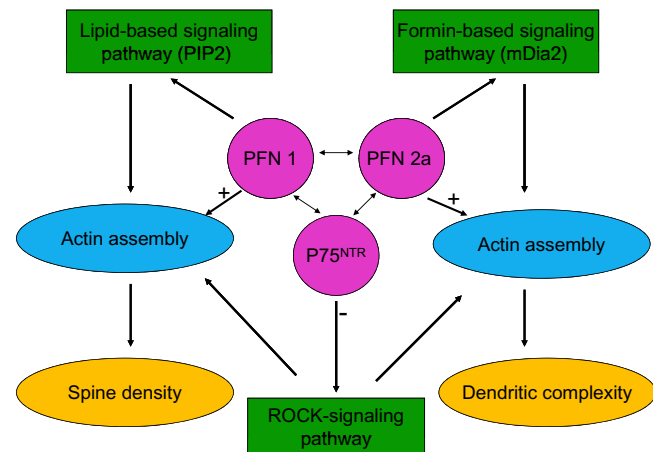 Lipid-based signaling
pathway (PIP2)
Formin-based signaling
pathway (mDia2)
PFN 1
PFN 2a
+
+
Actin assembly
P75NTR
Actin assembly
-
Spine density
Dendritic complexity
ROCK-signaling
pathway